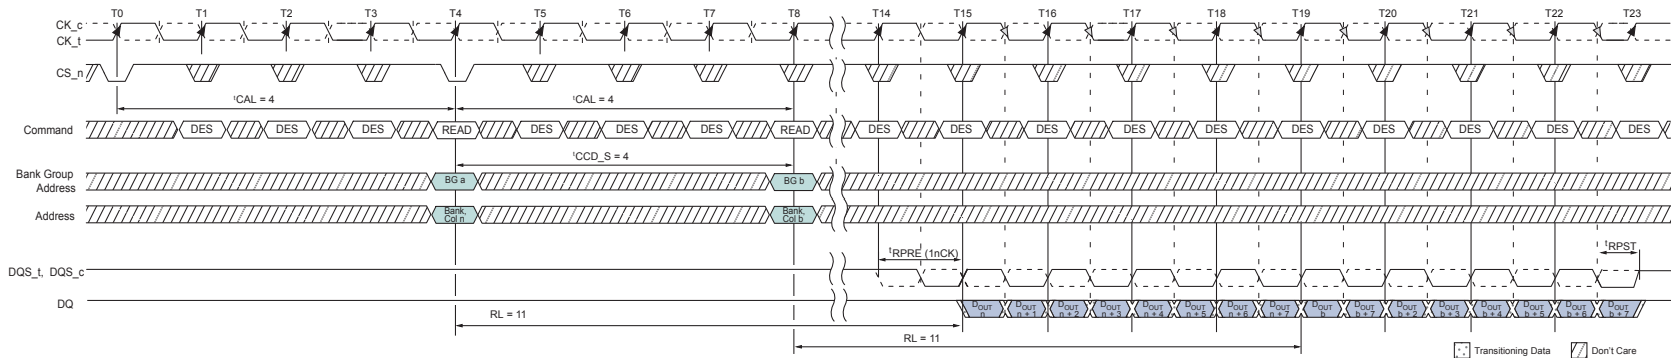 T0 T1 T2 T3 T4 T5 T6 T7 T8 T14 T15 T16 T17 T18 T19 T20 T21 T22 T23
CK_c
CK_t
CS_n
tCAL = 4 tCAL = 4
Command DES DES DES READ DES DES DES READ DES DES DES DES DES DES DES DES DES DES
tCCD_S = 4
Bank Group
Address
BG a BG b
Address
Bank,
Col n
Bank,
Col b
tRPRE (1nCK) tRPST
DQS_t, DQS_c
DQ
DOUT
n
DOUT
n + 1
DOUT
n + 2
DOUT
n + 3
DOUT
n + 4
DOUT
n + 5
DOUT
n + 6
DOUT
n + 7
DOUT
b
DOUT
b + 7
DOUT
b + 2
DOUT
b + 3
DOUT
b + 4
DOUT
b + 5
DOUT
b + 6
DOUT
b + 7
RL = 11
RL = 11
Transitioning Data Don't Care